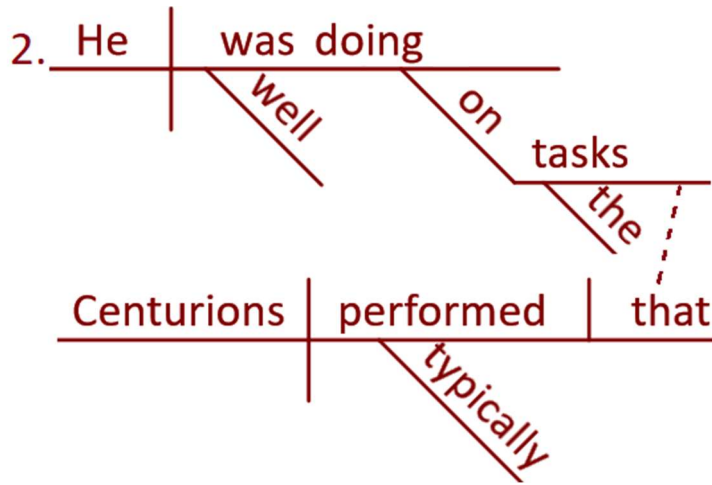 2. He was doing
well
on
tasks
the
Centurions performed that
typically